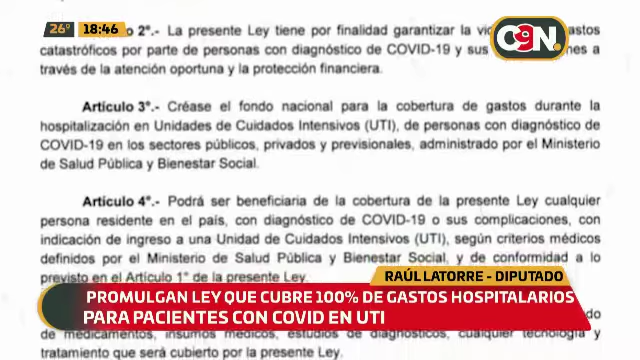 26° 18:46
C9N.
2°.- La presente Ley tiene por finalidad garantizar la
catastróficos por parte de personas con diagnóstico de COVID-19 y sus
través de la atención oportuna y la protección financiera.
Artículo 3°.- Créase el fondo nacional para la cobertura de gastos durante la
hospitalización en Unidades de Cuidados Intensivos (UTI), de personas con diagnóstico de
COVID-19 en los sectores públicos, privados y previsionales, administrado por el Ministerio
de Salud Pública y Bienestar Social.
Artículo 4°.- Podrá ser beneficiaria de la cobertura de la presente Ley cualquier
persona residente en el país, con diagnóstico de COVID-19 o sus complicaciones, con
indicación de ingreso a una Unidad de Cuidados Intensivos (UTI), según criterios médicos
definidos por el Ministerio de Salud Pública y Bienestar Social, y de conformidad a lo
previsto en el Artículo 1° de la presente Ley.
RAÚL LATORRE - DIPUTADO
PROMULGAN LEY QUE CUBRE 100% DE GASTOS HOSPITALARIOS
PARA PACIENTES CON COVID EN UTI
de medicamentos, insumos médicos, estudios de diagnósticos, cualquier tecnología y
tratamiento que será cubierto por la presente Ley.